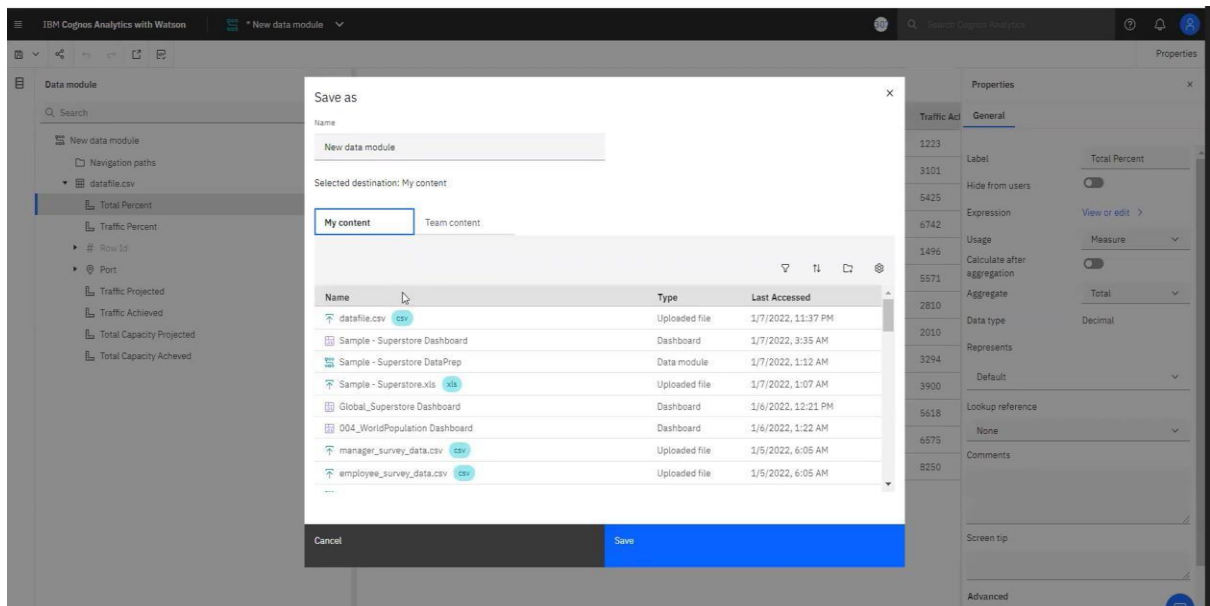 IBM Cognos Analytics with Watson
* New data module
Search Cognos Analytics
Properties
Data module
Search
New data module
Navigation paths
datafile.csv
Total Percent
Traffic Percent
# Row Id
Port
Traffic Projected
Traffic Achieved
Total Capacity Projected
Total Capacity Acheved
Save as
Name
New data module
Selected destination: My content
My content Team content
Name Type Last Accessed
datafile.csv csv Uploaded file 1/7/2022, 11:37 PM
Sample - Superstore Dashboard Dashboard 1/7/2022, 3:35 AM
Sample - Superstore DataPrep Data module 1/7/2022, 1:12 AM
Sample - Superstore.xls xls Uploaded file 1/7/2022, 1:07 AM
Global_Superstore Dashboard Dashboard 1/6/2022, 12:21 PM
004_WorldPopulation Dashboard Dashboard 1/6/2022, 1:22 AM
manager_survey_data.csv csv Uploaded file 1/5/2022, 6:05 AM
employee_survey_data.csv csv Uploaded file 1/5/2022, 6:05 AM
Cancel Save
Traffic Acl
1223
3101
5425
6742
1496
5571
2810
2010
3294
3900
5618
6575
8250
Properties
General
Label Total Percent
Hide from users
Expression View or edit
Usage Measure
Calculate after
aggregation
Aggregate Total
Data type Decimal
Represents
Default
Lookup reference
None
Comments
Screen tip
Advanced